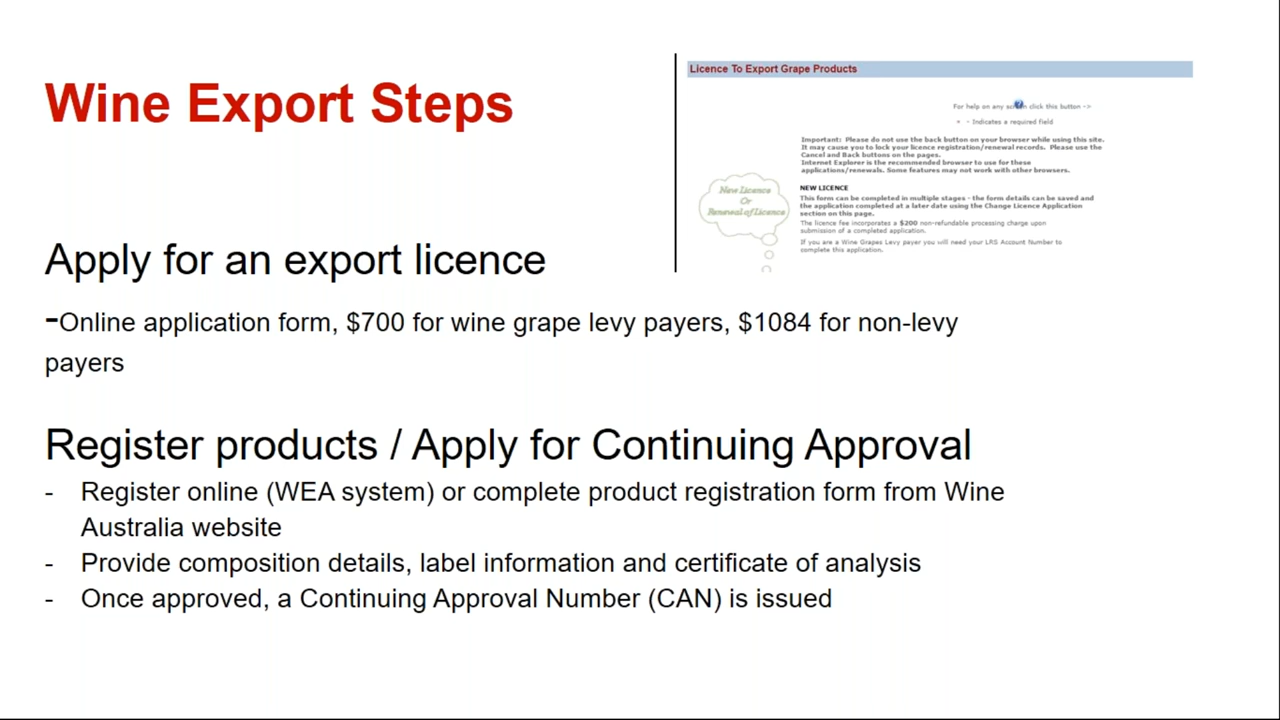 Wine Export Steps
Apply for an export licence
-Online application form, $700 for wine grape levy payers, $1084 for non-levy
payers
Register products / Apply for Continuing Approval
- Register online (WEA system) or complete product registration form from Wine
Australia website
- Provide composition details, label information and certificate of analysis
- Once approved, a Continuing Approval Number (CAN) is issued
Licence To Export Grape Products
For help on any screen click this button ->
* - Indicates a required field
Important: Please do not use the back button on your browser while using this site.
It may cause you to lock your licence registration/renewal records. Please use the
Cancel and Back buttons on the pages.
Internet Explorer is the recommended browser to use for these
applications/renewals. Some features may not work with other browsers.
New Licence
Or
Renewal of Licence
NEW LICENCE
This form can be completed in multiple stages - the form details can be saved and
the application completed at a later date using the Change Licence Application
section on this page.
The licence fee incorporates a $200 non-refundable processing charge upon
submission of a completed application.
If you are a Wine Grapes Levy payer you will need your LRS Account Number to
complete this application.